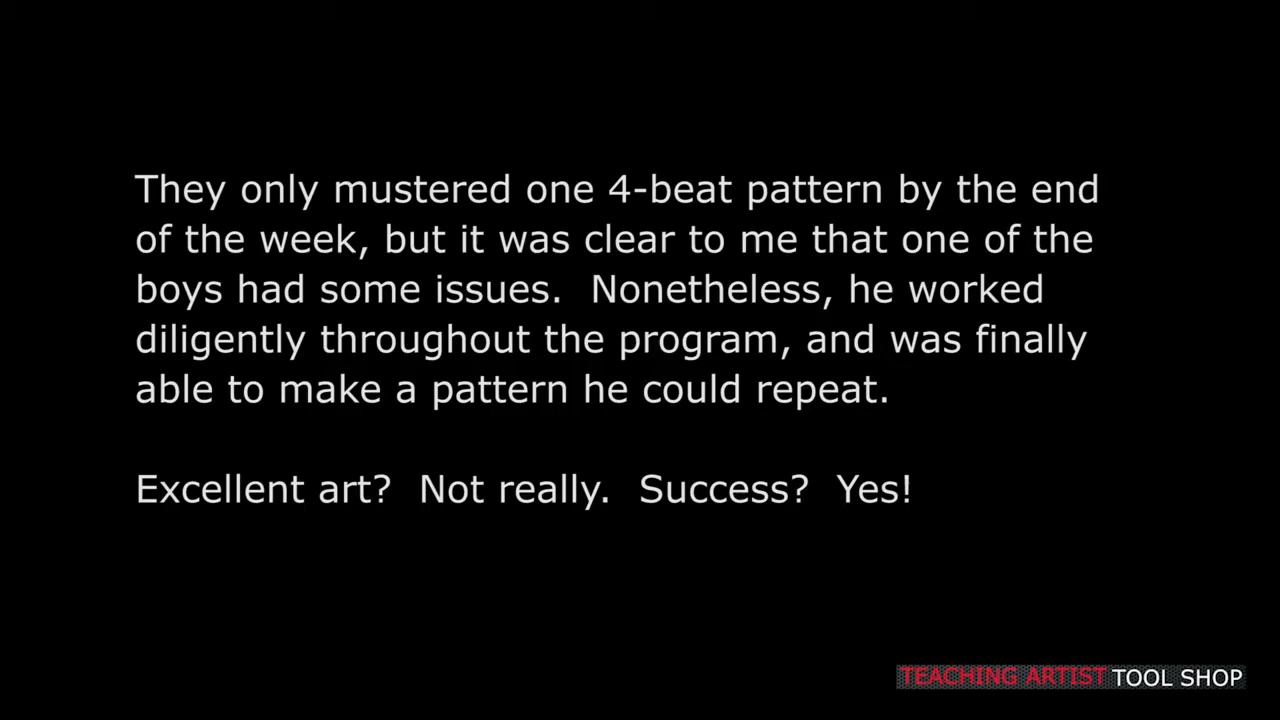 They only mustered one 4-beat pattern by the end
of the week, but it was clear to me that one of the
boys had some issues.  Nonetheless, he worked
diligently throughout the program, and was finally
able to make a pattern he could repeat.
Excellent art?  Not really.  Success?  Yes!
TEACHING ARTIST TOOL SHOP